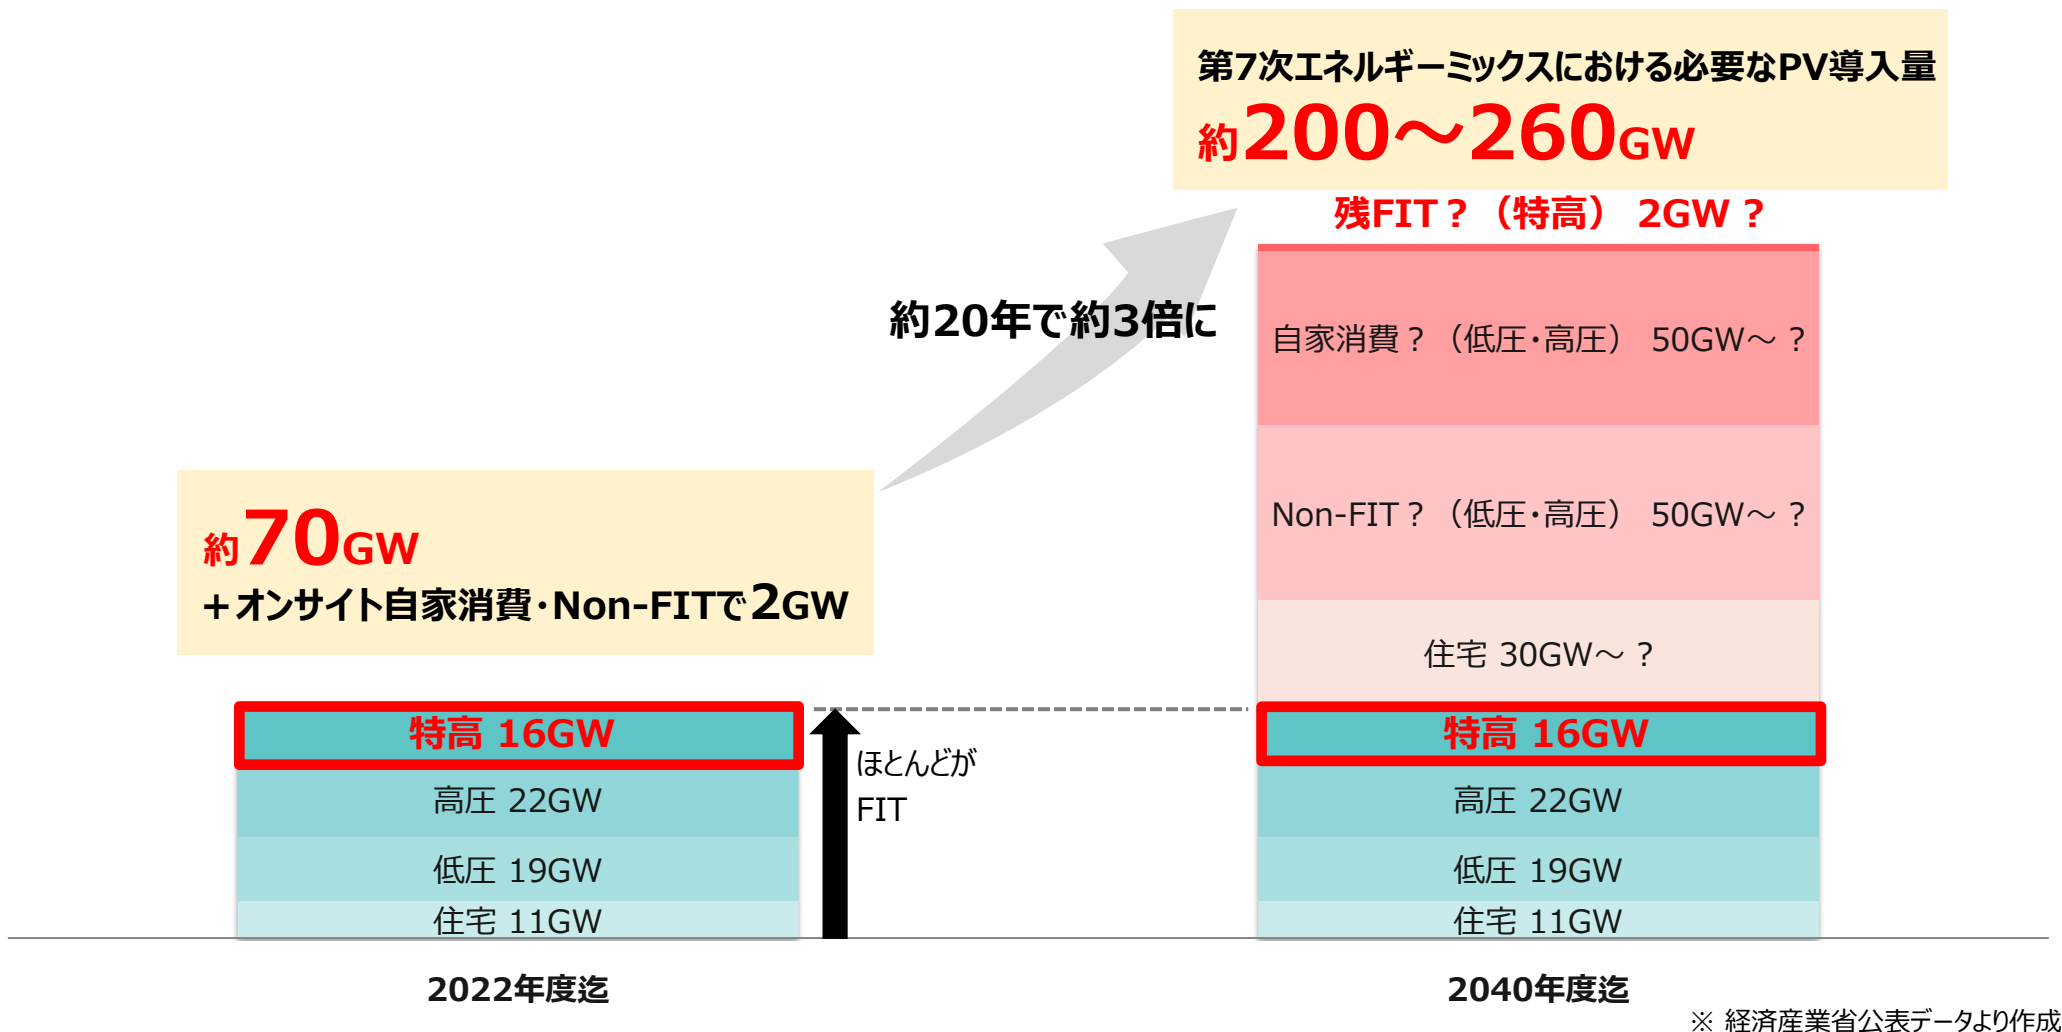 第7次エネルギーミックスにおける必要なPV導入量
約200～260GW
残FIT？（特高） 2GW？
約20年で約3倍に
自家消費？（低圧・高圧） 50GW～？
Non-FIT？（低圧・高圧） 50GW～？
住宅 30GW～？
約70GW
＋オンサイト自家消費・Non-FITで2GW
特高 16GW
高圧 22GW
低圧 19GW
住宅 11GW
ほとんどが
FIT
特高 16GW
高圧 22GW
低圧 19GW
住宅 11GW
2022年度迄
2040年度迄
※ 経済産業省公表データより作成